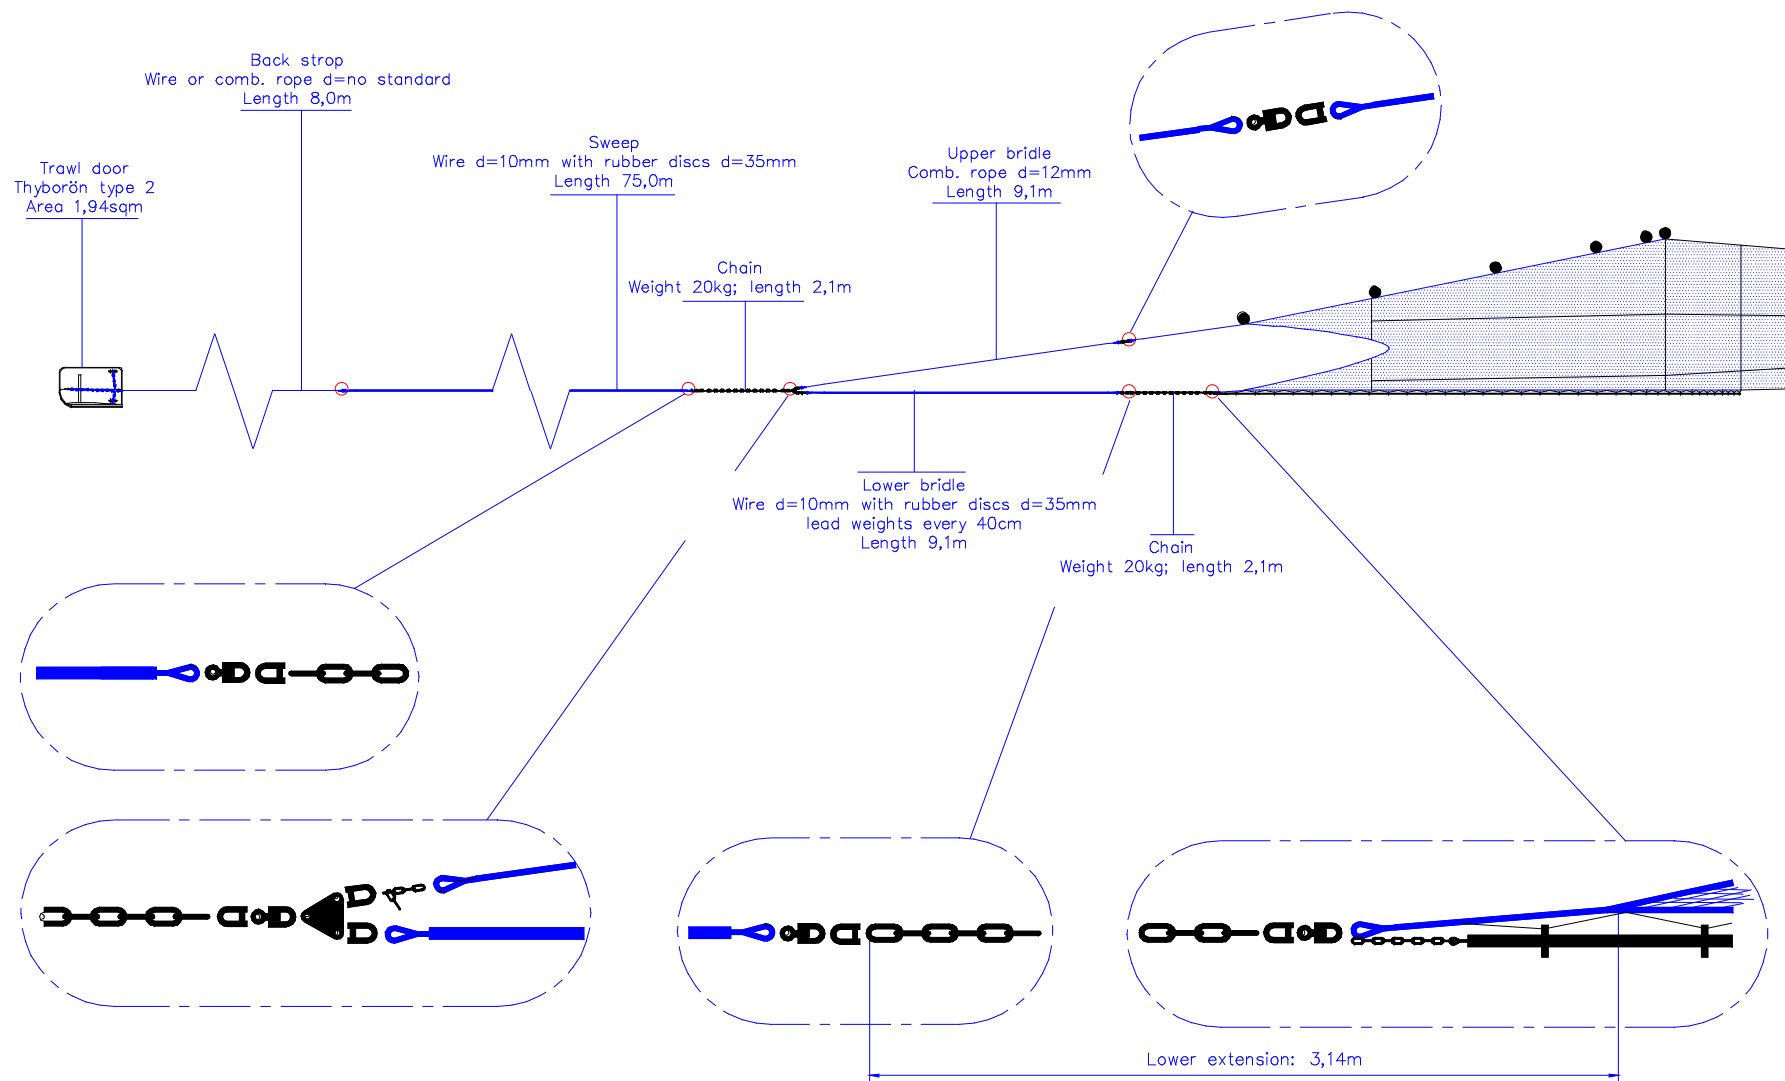 Back strop
Wire or comb. rope d=no standard
Length 8,0m
Trawl door
Thyborön type 2
Area 1,94sqm
Sweep
Wire d=10mm with rubber discs d=35mm
Length 75,0m
Upper bridle
Comb. rope d=12mm
Length 9,1m
Chain
Weight 20kg; length 2,1m
Lower bridle
Wire d=10mm with rubber discs d=35mm
lead weights every 40cm
Length 9,1m
Chain
Weight 20kg; length 2,1m
Lower extension: 3,14m